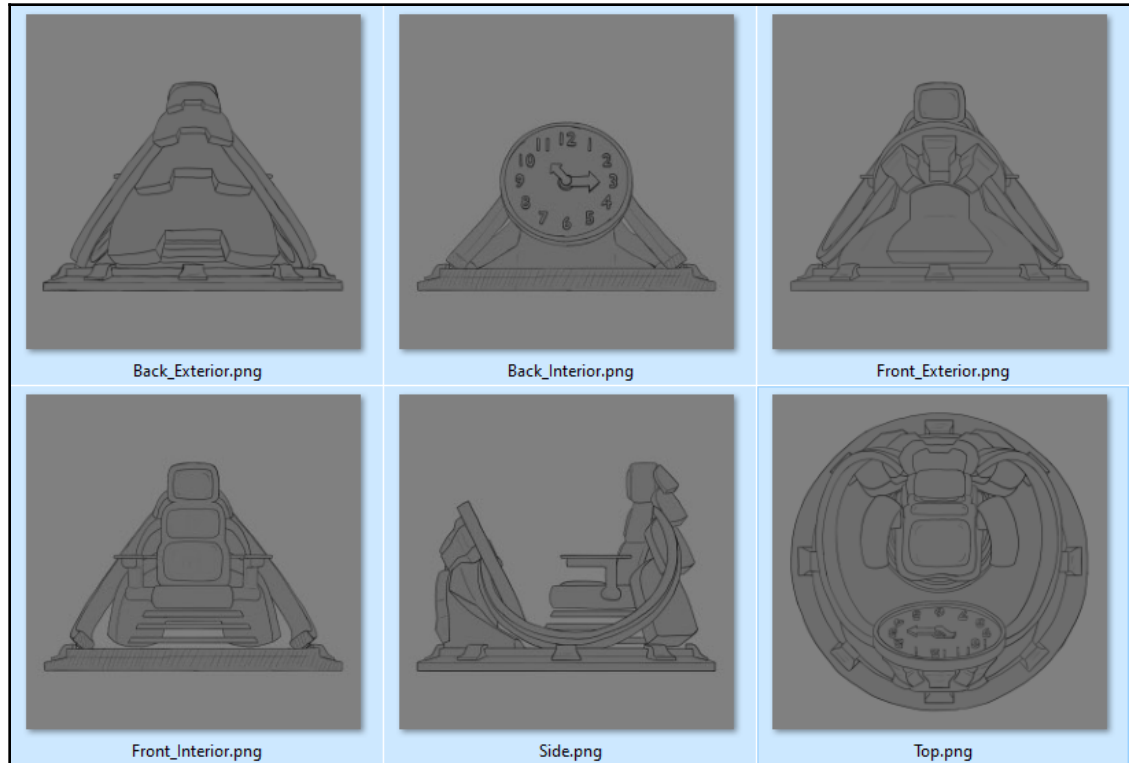 12
11 1
10 2
9 3
8 4
7 5
6
Back_Exterior.png
Back_Interior.png
Front_Exterior.png
Front_Interior.png
Side.png
Top.png